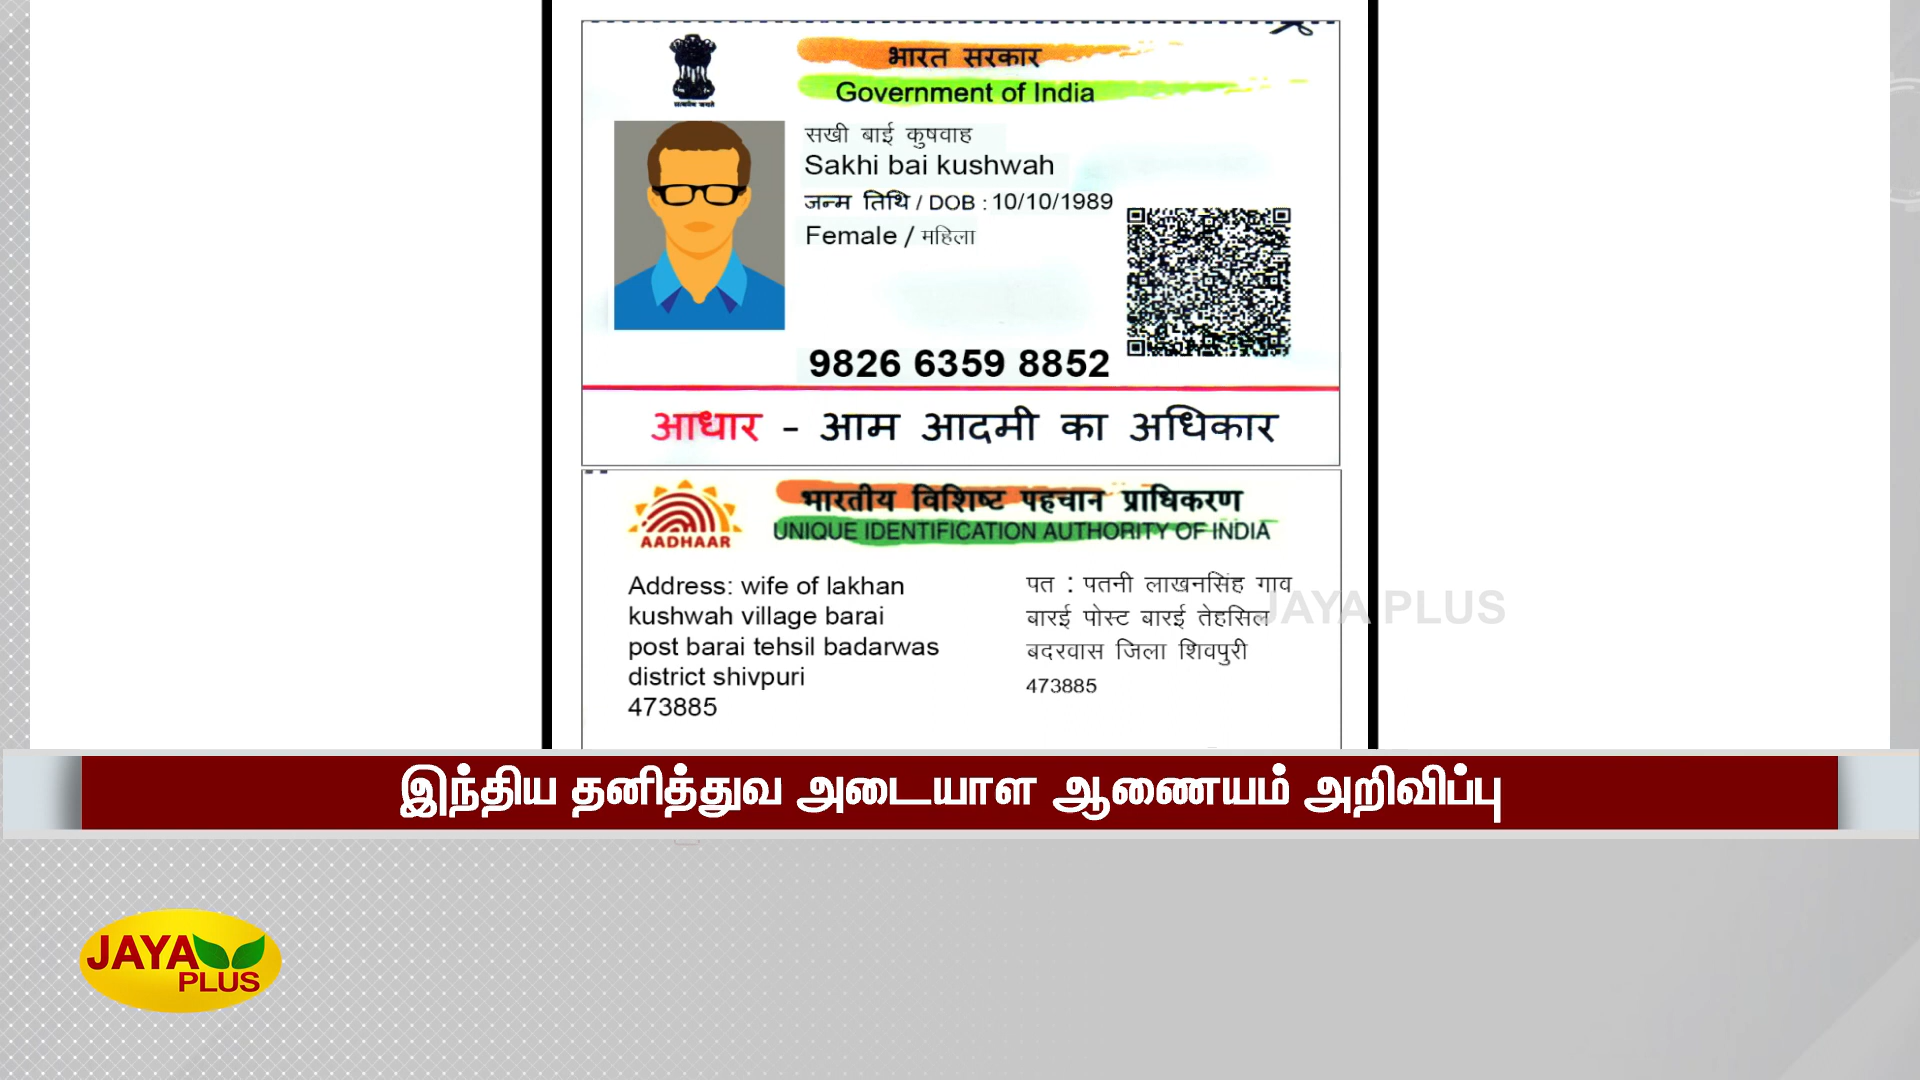 सत्यमेव जयते
भारत सरकार
Government of India
सखी बाई कुषवाह
Sakhi bai kushwah
जन्म तिथि / DOB : 10/10/1989
Female / महिला
9826 6359 8852
आधार - आम आदमी का अधिकार
भारतीय विशिष्ट पहचान प्राधिकरण
UNIQUE IDENTIFICATION AUTHORITY OF INDIA
AADHAAR
Address: wife of lakhan
kushwah village barai
post barai tehsil badarwas
district shivpuri
473885
पत : पतनी लाखनसिंह गाव
बारई पोस्ट बारई तेहसिल
बदरवास जिला शिवपुरी
473885
JAYA PLUS
இந்திய தனித்துவ அடையாள ஆணையம் அறிவிப்பு
JAYA
PLUS